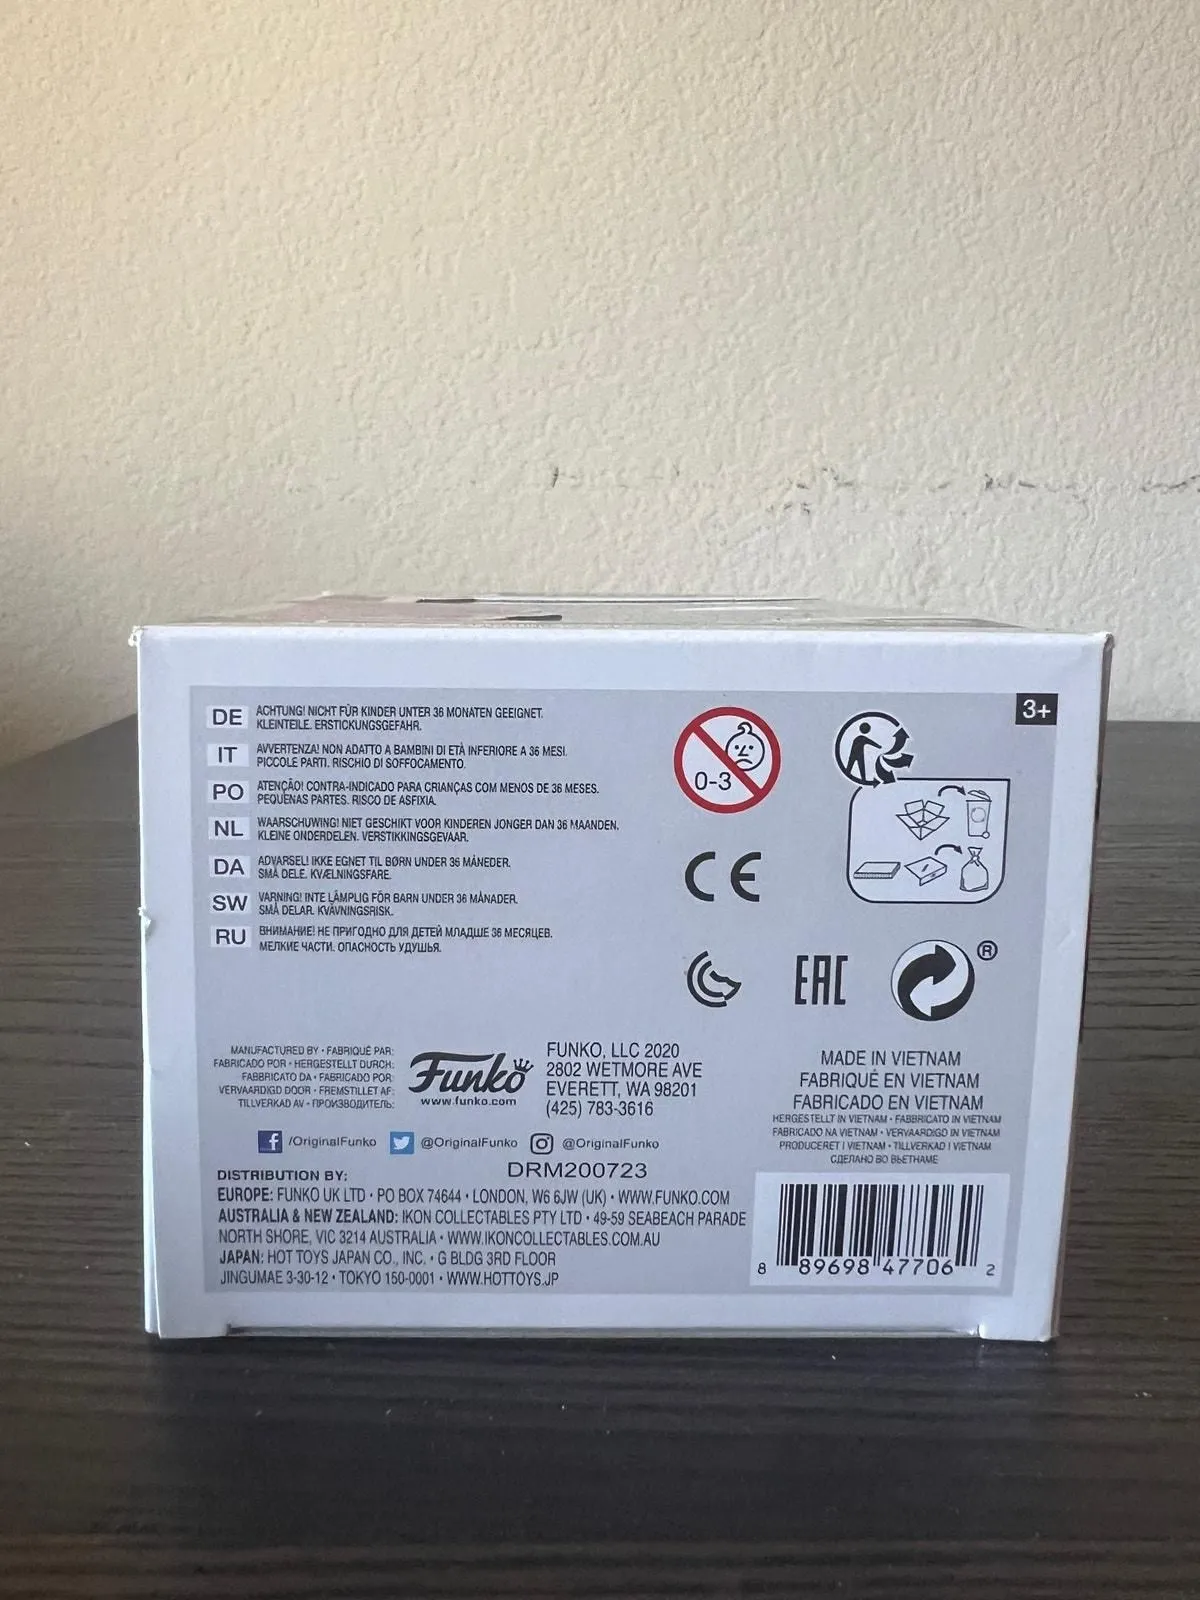 3+
DE
ACHTUNG! NICHT FÜR KINDER UNTER 36 MONATEN GEEIGNET.
KLEINTEILE. ERSTICKUNGSGEFAHR.
IT
AVVERTENZA! NON ADATTO A BAMBINI DI ETÀ INFERIORE A 36 MESI.
PICCOLE PARTI. RISCHIO DI SOFFOCAMENTO.
PO
ATENÇÃO! CONTRA-INDICADO PARA CRIANÇAS COM MENOS DE 36 MESES.
PEQUENAS PARTES. RISCO DE ASFIXIA.
NL
WAARSCHUWING! NIET GESCHIKT VOOR KINDEREN JONGER DAN 36 MAANDEN.
KLEINE ONDERDELEN. VERSTIKKINGSGEVAAR.
DA
ADVARSEL! IKKE EGNET TIL BØRN UNDER 36 MÅNEDER.
SMÅ DELE. KVÆLNINGSFARE.
SW
VARNING! INTE LÄMPLIG FÖR BARN UNDER 36 MÅNADER.
SMÅ DELAR. KVÄVNINGSRISK.
RU
ВНИМАНИЕ! НЕ ПРИГОДНО ДЛЯ ДЕТЕЙ МЛАДШЕ 36 МЕСЯЦЕВ.
МЕЛКИЕ ЧАСТИ. ОПАСНОСТЬ УДУШЬЯ.
0-3
CE
EAC
®
MANUFACTURED BY • FABRIQUÉ PAR:
FABRICADO POR • HERGESTELLT DURCH:
FABBRICATO DA • FABRICADO POR:
VERVAARDIGD DOOR • FREMSTILLET AF:
TILLVERKAD AV • ПРОИЗВОДИТЕЛЬ:
Funko
www.funko.com
FUNKO, LLC 2020
2802 WETMORE AVE
EVERETT, WA 98201
(425) 783-3616
/OriginalFunko
@OriginalFunko
@OriginalFunko
DRM200723
DISTRIBUTION BY:
EUROPE: FUNKO UK LTD • PO BOX 74644 • LONDON, W6 6JW (UK) • WWW.FUNKO.COM
AUSTRALIA & NEW ZEALAND: IKON COLLECTABLES PTY LTD • 49-59 SEABEACH PARADE
NORTH SHORE, VIC 3214 AUSTRALIA • WWW.IKONCOLLECTABLES.COM.AU
JAPAN: HOT TOYS JAPAN CO., INC. • G BLDG 3RD FLOOR
JINGUMAE 3-30-12 • TOKYO 150-0001 • WWW.HOTTOYS.JP
MADE IN VIETNAM
FABRIQUÉ EN VIETNAM
FABRICADO EN VIETNAM
HERGESTELLT IN VIETNAM • FABBRICATO IN VIETNAM
FABRICADO NA VIETNAM • VERVAARDIGD IN VIETNAM
PRODUCERET I VIETNAM • TILLVERKAD I VIETNAM
СДЕЛАНО ВО ВЬЕТНАМЕ
8 89698 47706 2